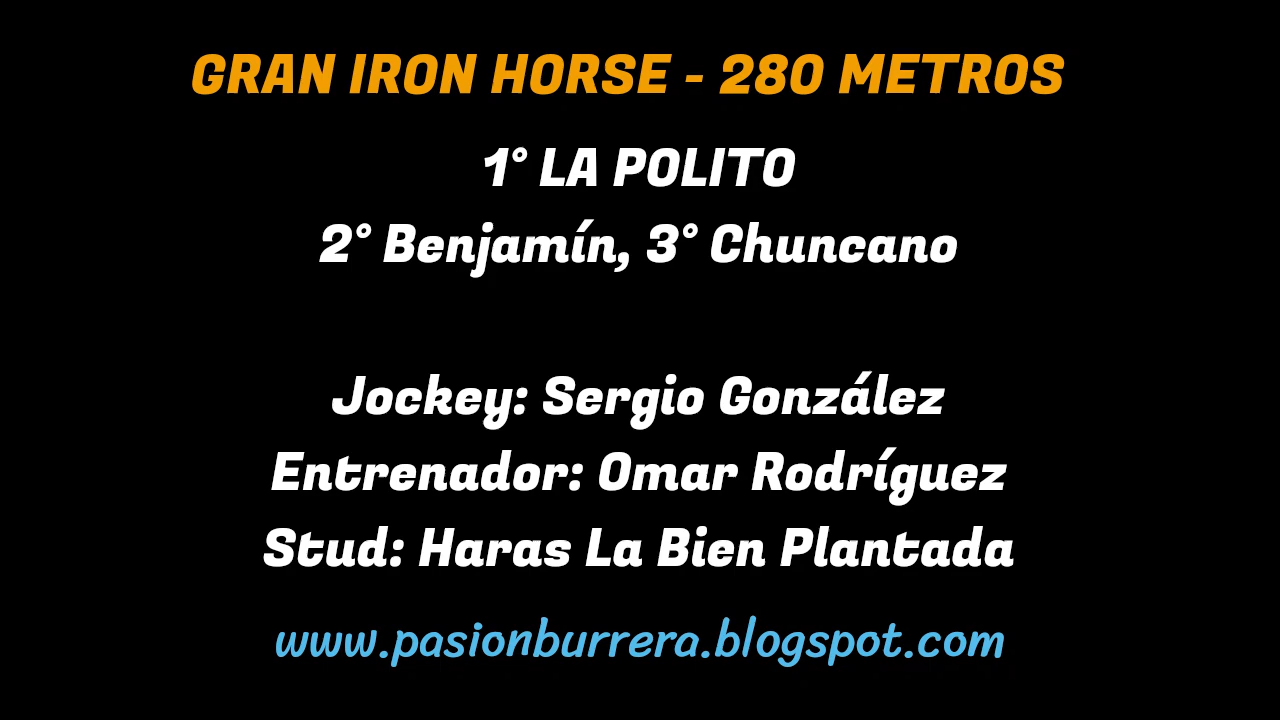 GRAN IRON HORSE - 280 METROS
1° LA POLITO
2° Benjamín, 3° Chuncano
Jockey: Sergio González
Entrenador: Omar Rodríguez
Stud: Haras La Bien Plantada
www.pasionburrera.blogspot.com